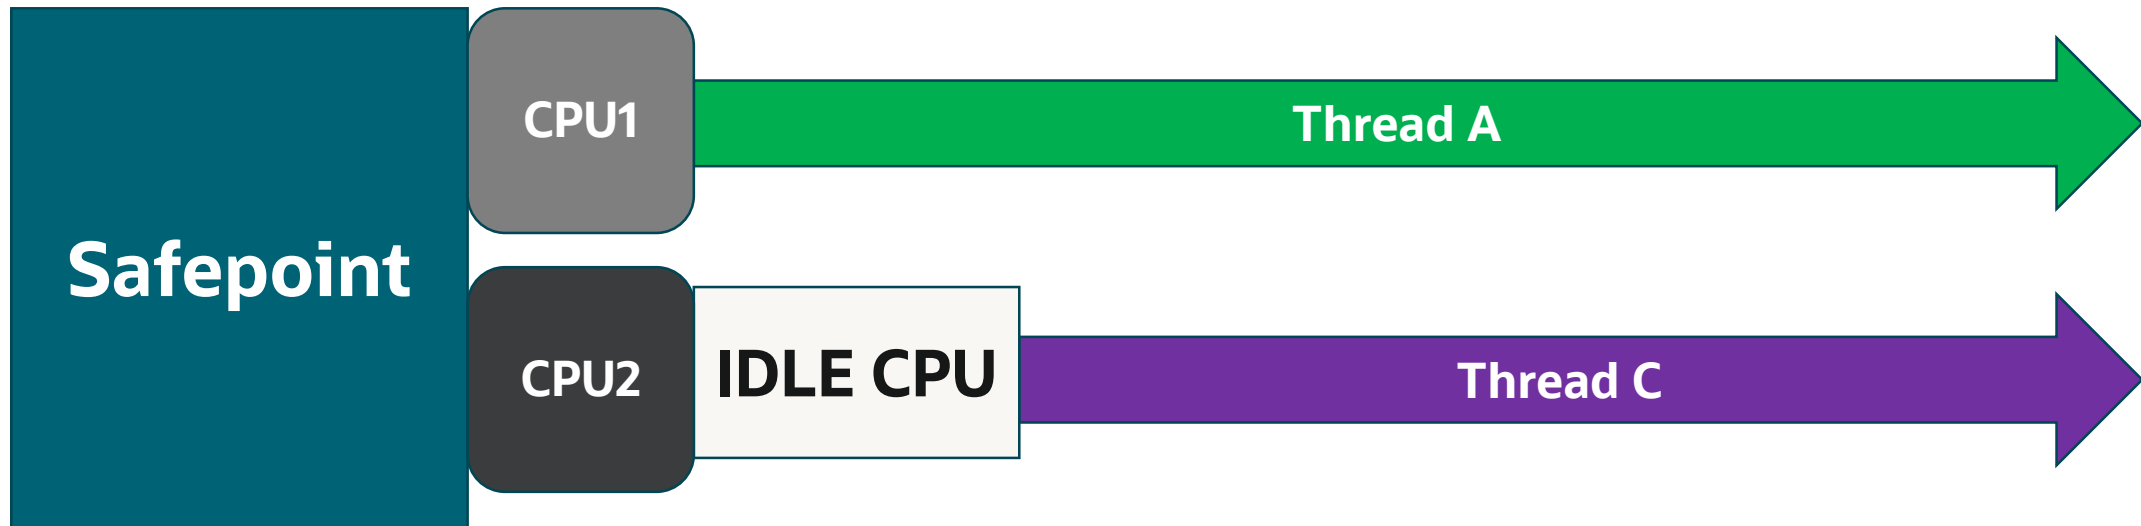 Safepoint
CPU1
Thread A
CPU2
IDLE CPU
Thread C